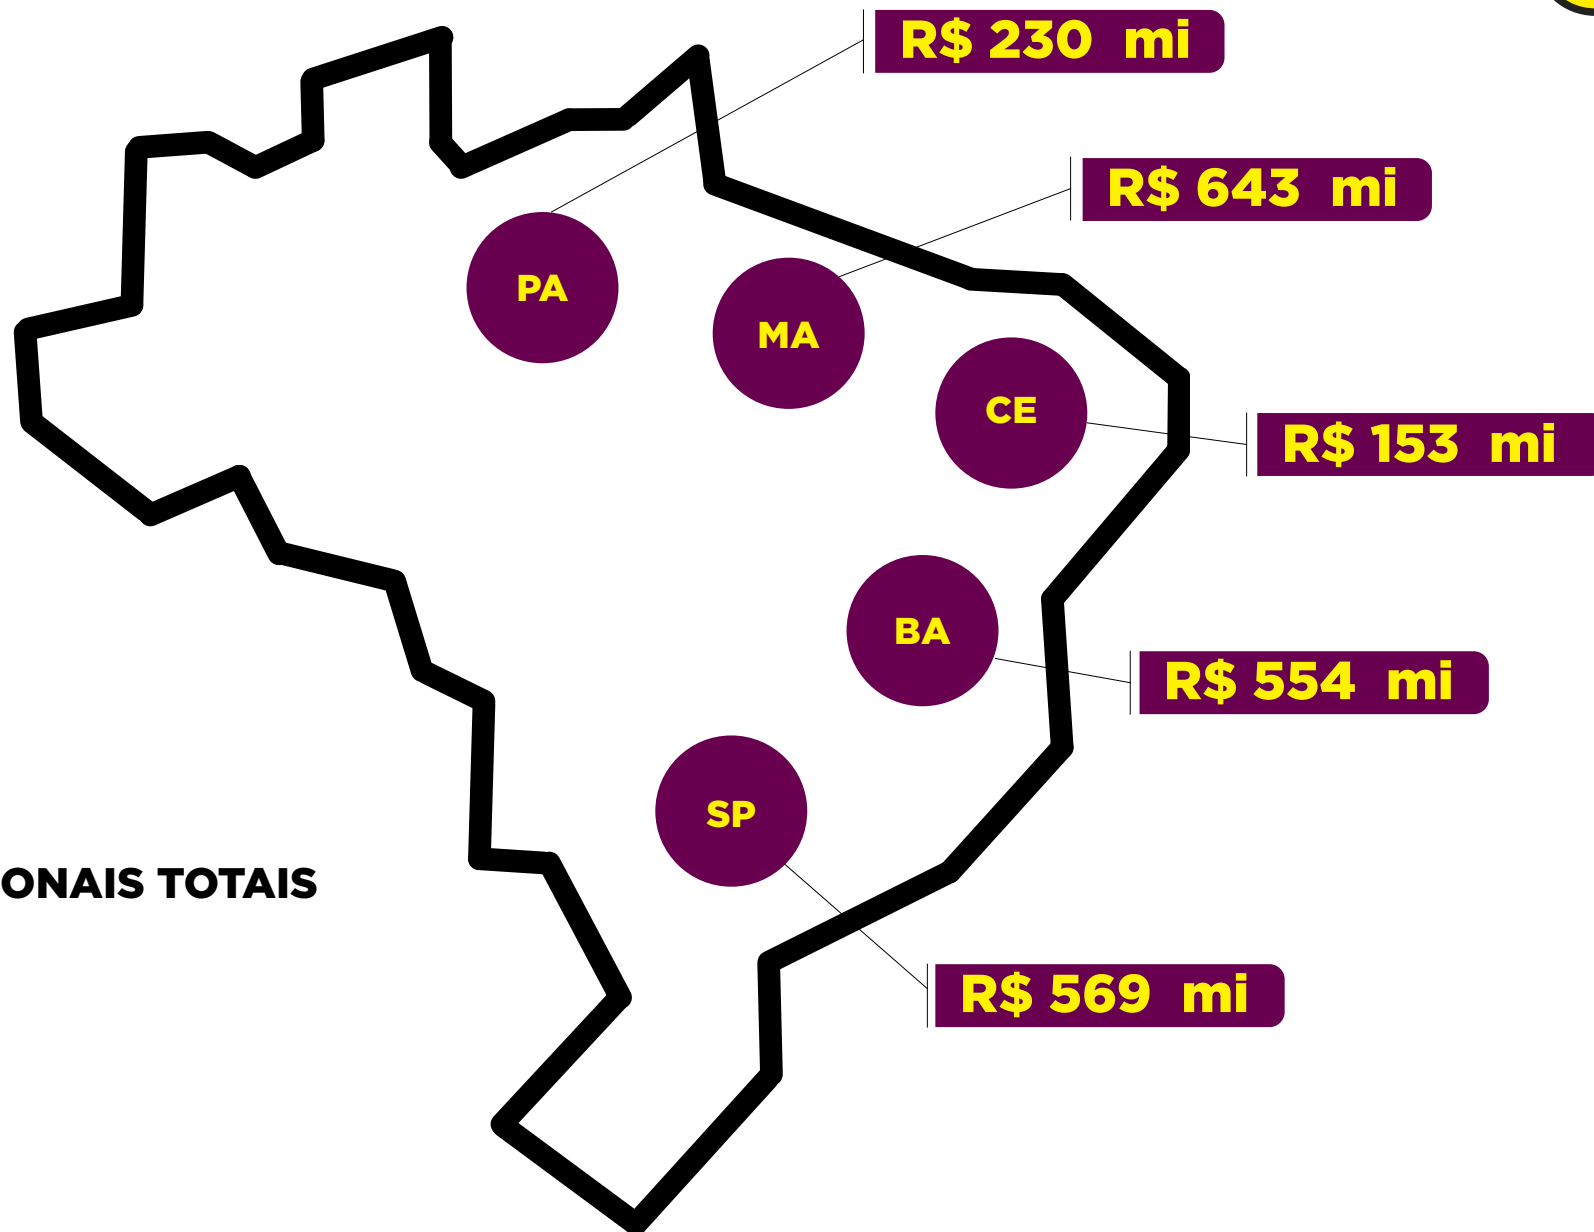 R$ 230 mi
R$ 643 mi
PA
MA
CE
R$ 153 mi
BA
R$ 554 mi
SP
ONAIS TOTAIS
R$ 569 mi